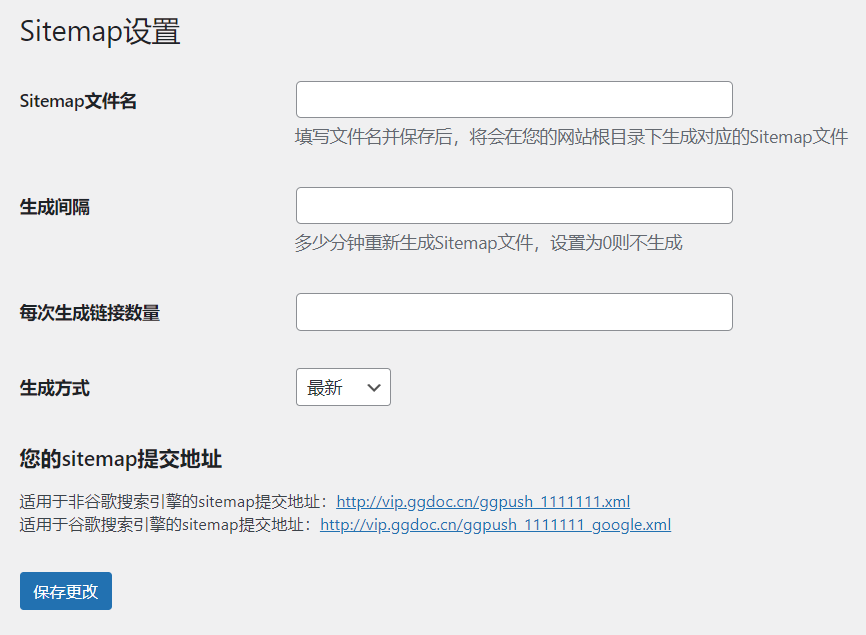 Sitemap设置
Sitemap文件名
填写文件名并保存后，将会在您的网站根目录下生成对应的Sitemap文件
生成间隔
多少分钟重新生成Sitemap文件，设置为0则不生成
每次生成链接数量
生成方式
最新
您的sitemap提交地址
适用于非谷歌搜索引擎的sitemap提交地址：http://vip.ggdoc.cn/ggpush_1111111.xml
适用于谷歌搜索引擎的sitemap提交地址：http://vip.ggdoc.cn/ggpush_1111111_google.xml
保存更改